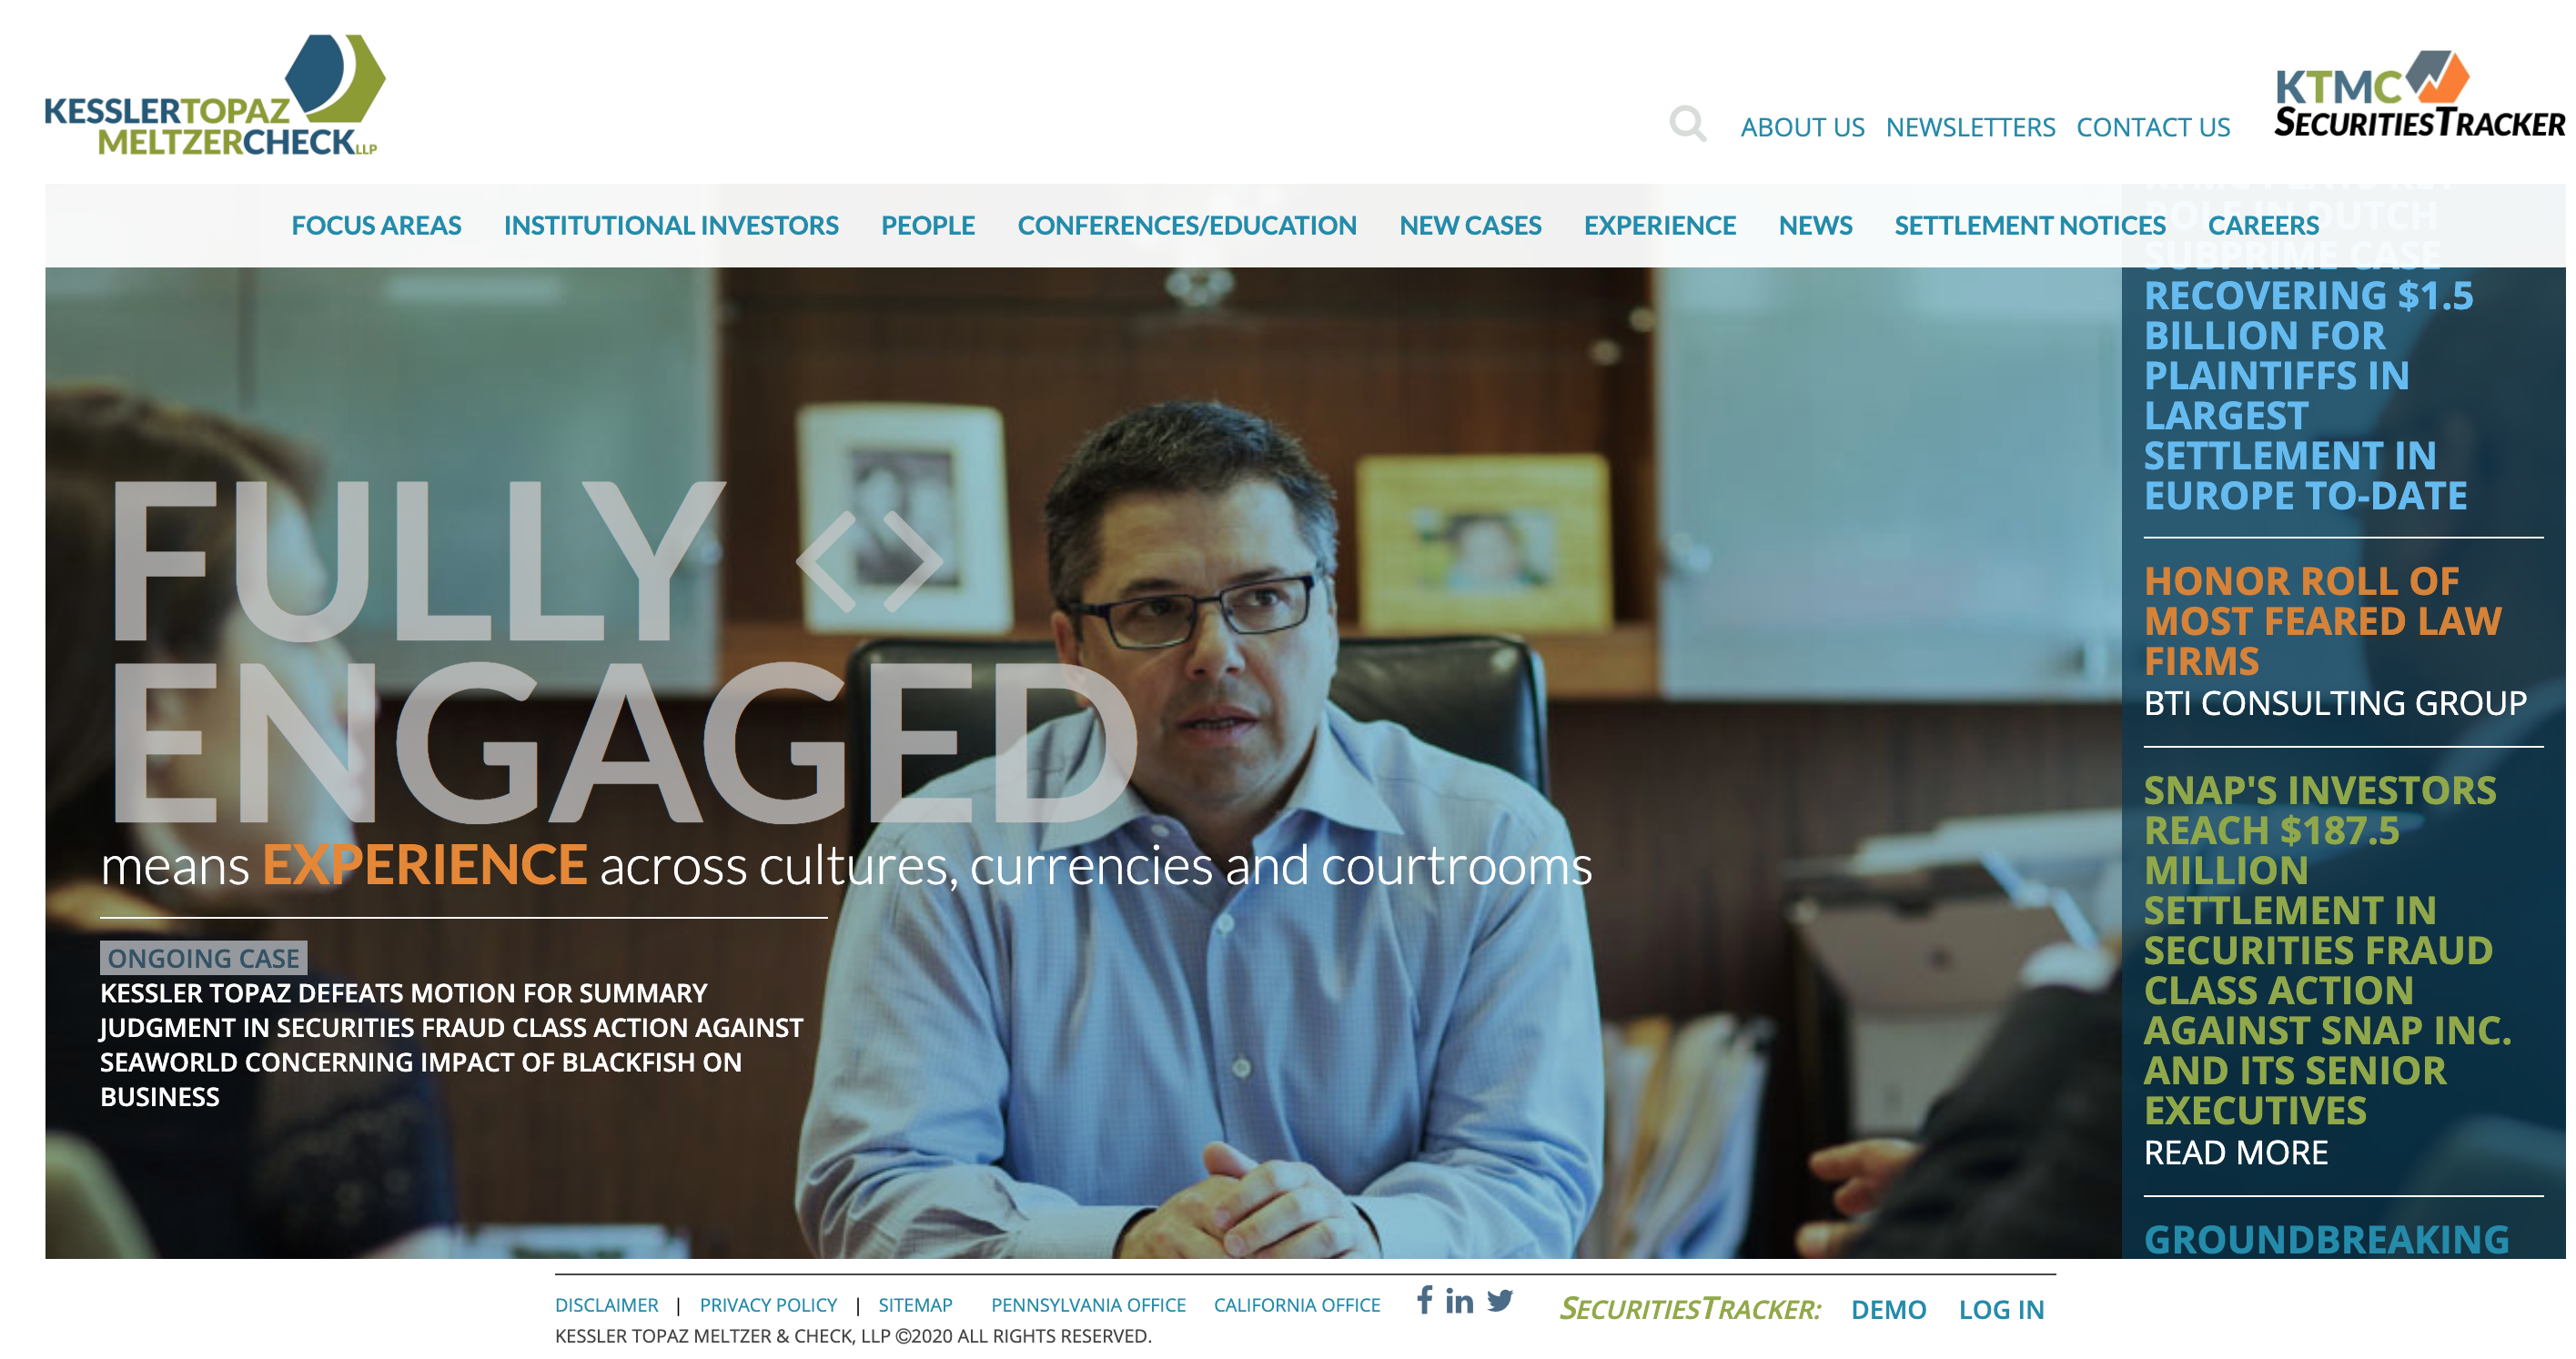 KESSLERTOPAZ
MELTZERCHECK LLP
ABOUT US NEWSLETTERS CONTACT US
KTMC
SECURITIESTRACKER
FOCUS AREAS INSTITUTIONAL INVESTORS PEOPLE CONFERENCES/EDUCATION NEW CASES EXPERIENCE NEWS SETTLEMENT NOTICES CAREERS
FULLY <>
ENGAGED
means EXPERIENCE across cultures, currencies and courtrooms
ONGOING CASE
KESSLER TOPAZ DEFEATS MOTION FOR SUMMARY
JUDGMENT IN SECURITIES FRAUD CLASS ACTION AGAINST
SEAWORLD CONCERNING IMPACT OF BLACKFISH ON
BUSINESS
ROLE IN DUTCH
SUBPRIME CASE
RECOVERING $1.5
BILLION FOR
PLAINTIFFS IN
LARGEST
SETTLEMENT IN
EUROPE TO-DATE
HONOR ROLL OF
MOST FEARED LAW
FIRMS
BTI CONSULTING GROUP
SNAP'S INVESTORS
REACH $187.5
MILLION
SETTLEMENT IN
SECURITIES FRAUD
CLASS ACTION
AGAINST SNAP INC.
AND ITS SENIOR
EXECUTIVES
READ MORE
GROUNDBREAKING
DISCLAIMER | PRIVACY POLICY | SITEMAP PENNSYLVANIA OFFICE CALIFORNIA OFFICE
SECURITIESTRACKER: DEMO LOG IN
KESSLER TOPAZ MELTZER & CHECK, LLP ©2020 ALL RIGHTS RESERVED.